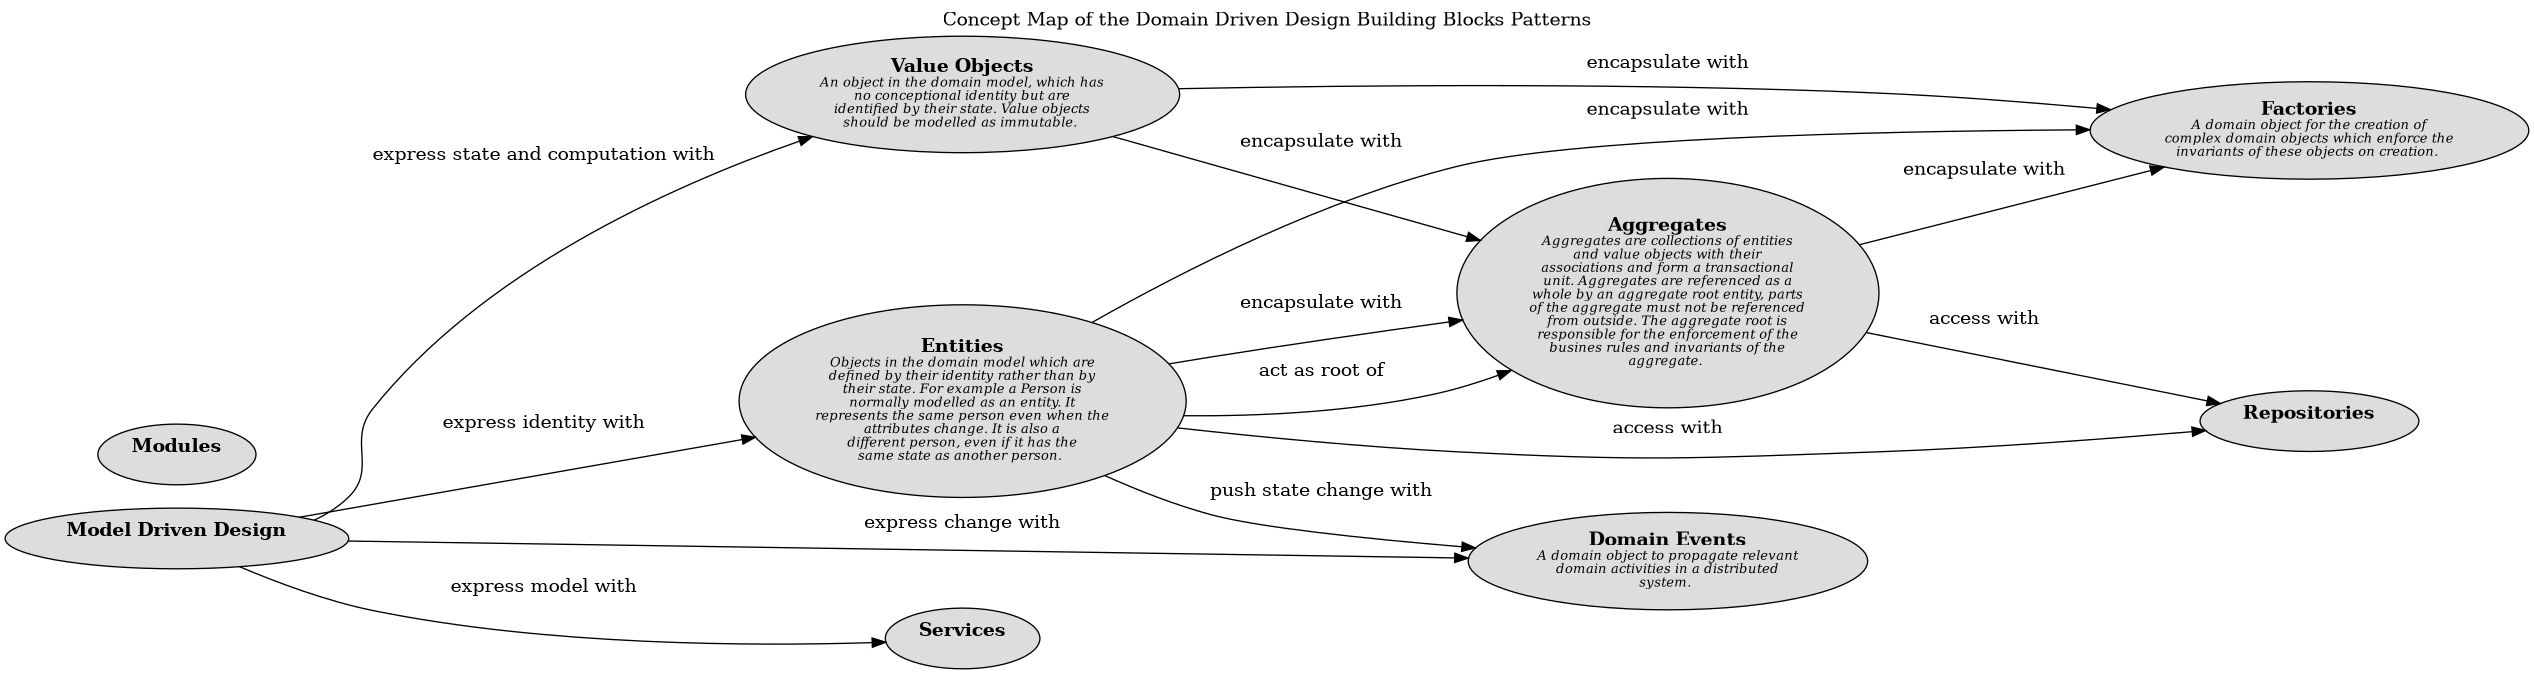 Concept Map of the Domain Driven Design Building Blocks Patterns
Value Objects
An object in the domain model, which has
no conceptional identity but are
identified by their state. Value objects
should be modelled as immutable.
encapsulate with
encapsulate with
encapsulate with
Factories
A domain object for the creation of
complex domain objects which enforce the
invariants of these objects on creation.
express state and computation with
encapsulate with
Aggregates
Aggregates are collections of entities
and value objects with their
associations and form a transactional
unit. Aggregates are referenced as a
whole by an aggregate root entity, parts
of the aggregate must not be referenced
from outside. The aggregate root is
responsible for the enforcement of the
busines rules and invariants of the
aggregate.
encapsulate with
access with
Entities
Objects in the domain model which are
defined by their identity rather than by
their state. For example a Person is
normally modelled as an entity. It
represents the same person even when the
attributes change. It is also a
different person, even if it has the
same state as another person.
act as root of
access with
Repositories
express identity with
Modules
Model Driven Design
push state change with
express change with
Domain Events
A domain object to propagate relevant
domain activities in a distributed
system.
express model with
Services